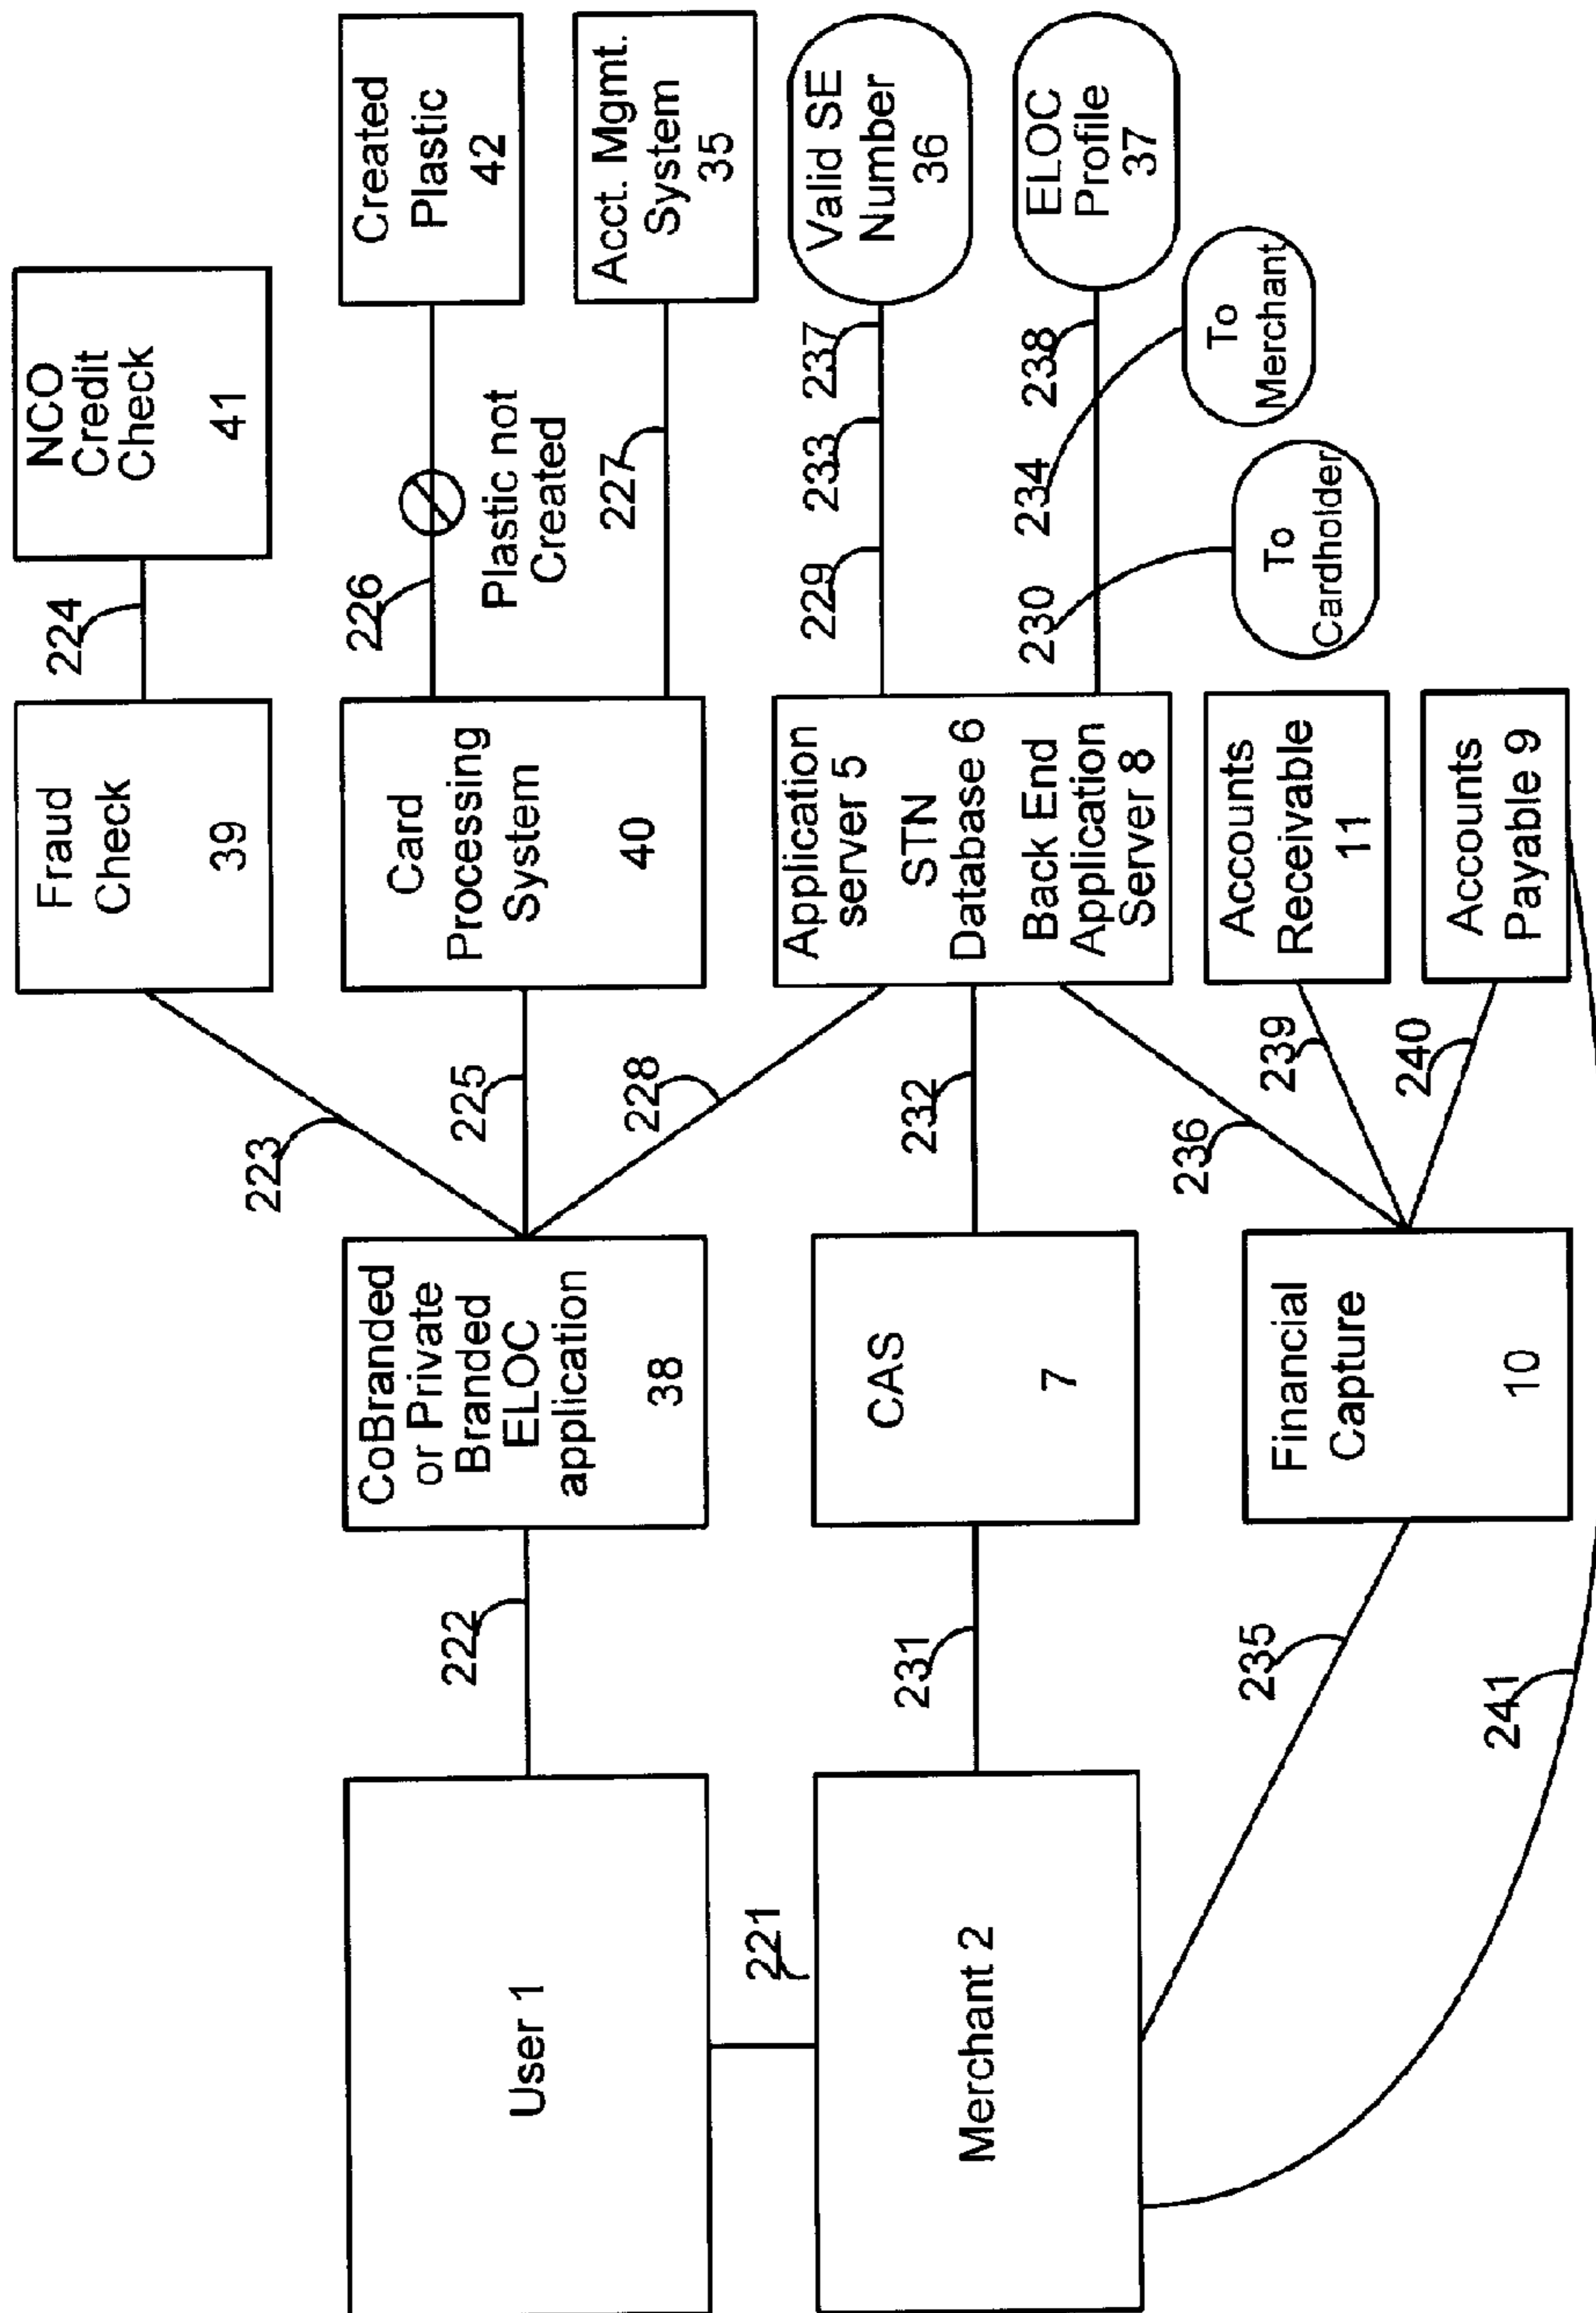 NCO
Credit
Check
41
224
Fraud
Check
39
223
Created
Plastic
42
226
Plastic not
Created
Acct. Mgmt.
System
35
227
Card
Processing
System
40
225
CoBranded
or Private
Branded
ELOC
application
38
222
User 1
228
221
Valid SE
Number
36
237
233
229
ELOC
Profile
37
238
234
230
To
Merchant
To
Cardholder
Application
server 5
STN
Database 6
Back End
Application
Server 8
232
CAS
7
231
Merchant 2
236
Accounts
Receivable
11
239
Accounts
Payable 9
240
Financial
Capture
10
235
241